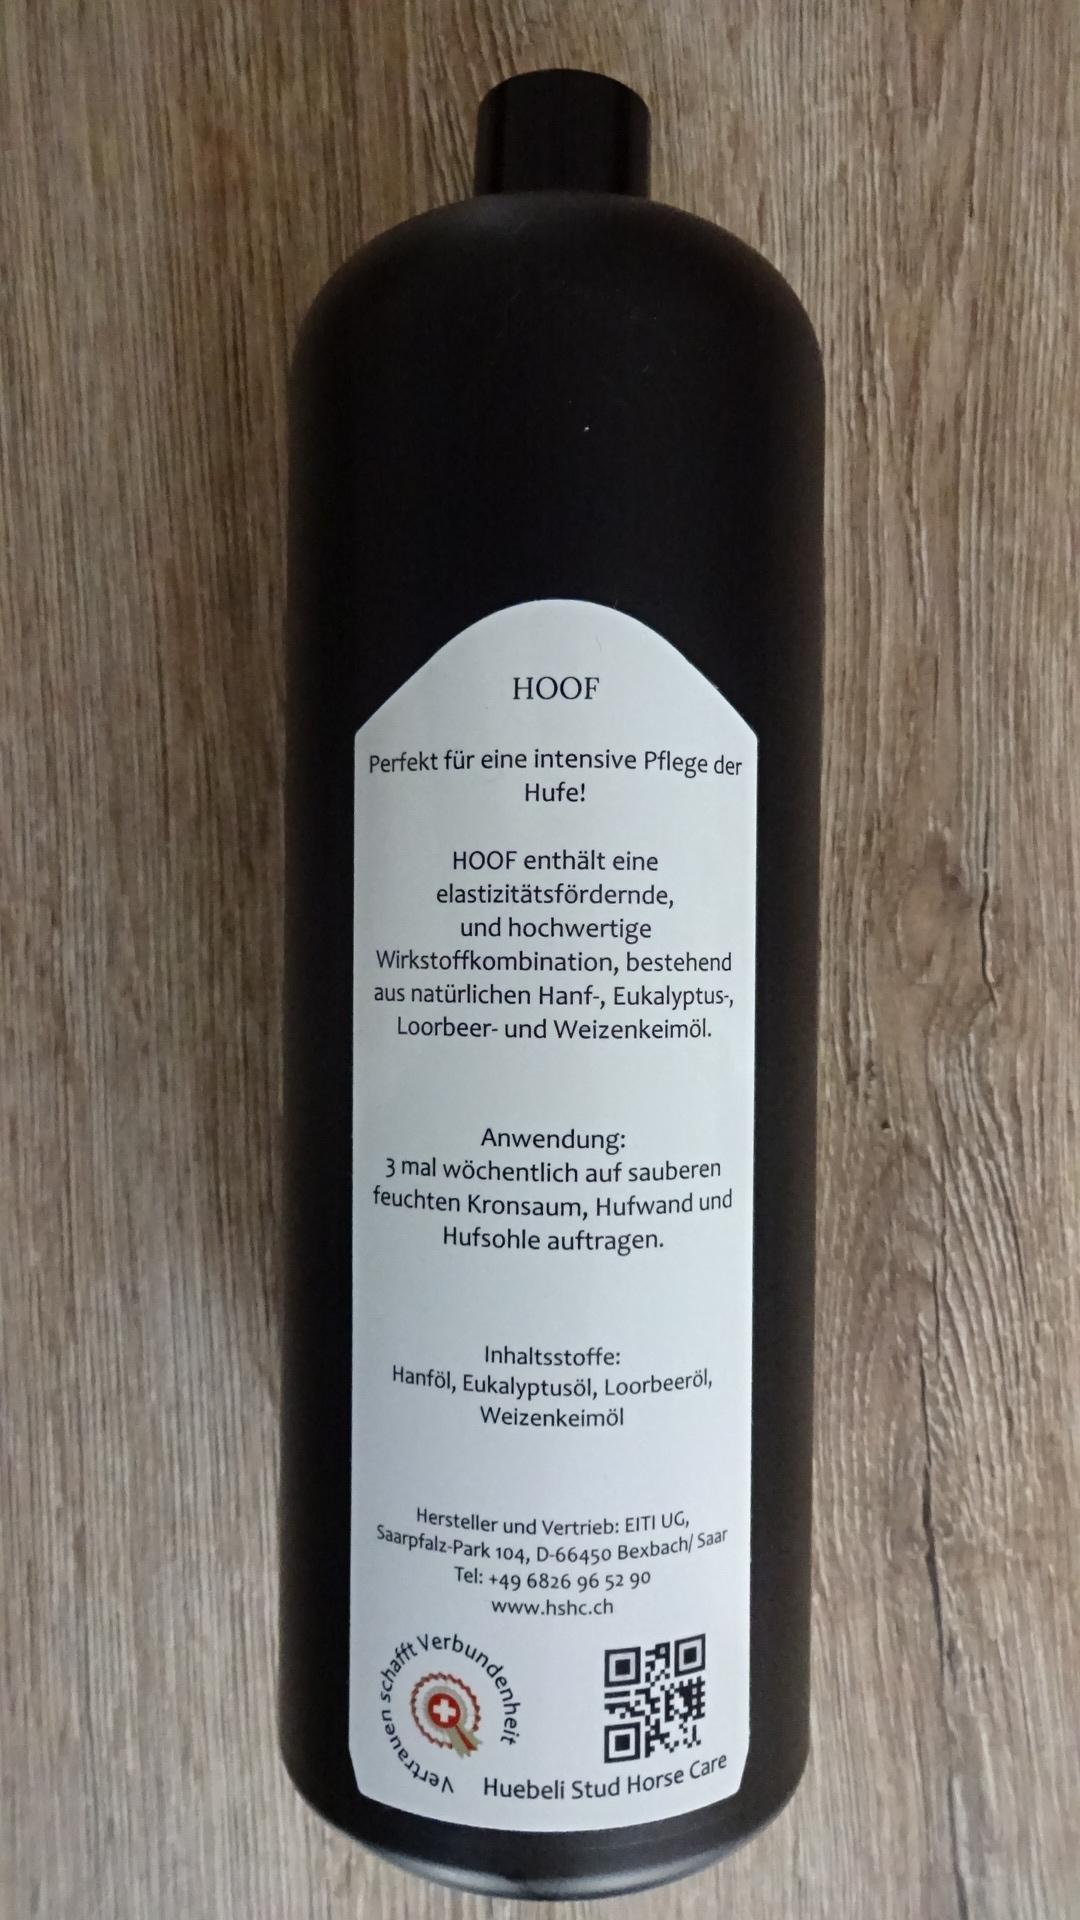 HOOF
Perfekt für eine intensive Pflege der
Hufe!
HOOF enthält eine
elastizitätsfördernde,
und hochwertige
Wirkstoffkombination, bestehend
aus natürlichen Hanf-, Eukalyptus-,
Loorbeer- und Weizenkeimöl.
Anwendung:
3 mal wöchentlich auf sauberen
feuchten Kronsaum, Hufwand und
Hufsohle auftragen.
Inhaltsstoffe:
Hanföl, Eukalyptusöl, Loorbeeröl,
Weizenkeimöl
Hersteller und Vertrieb: EITI UG,
Saarpfalz-Park 104, D-66450 Bexbach/ Saar
Tel: +49 6826 96 52 90
www.hshc.ch
Vertrauen schafft Verbundenheit
Huebeli Stud Horse Care